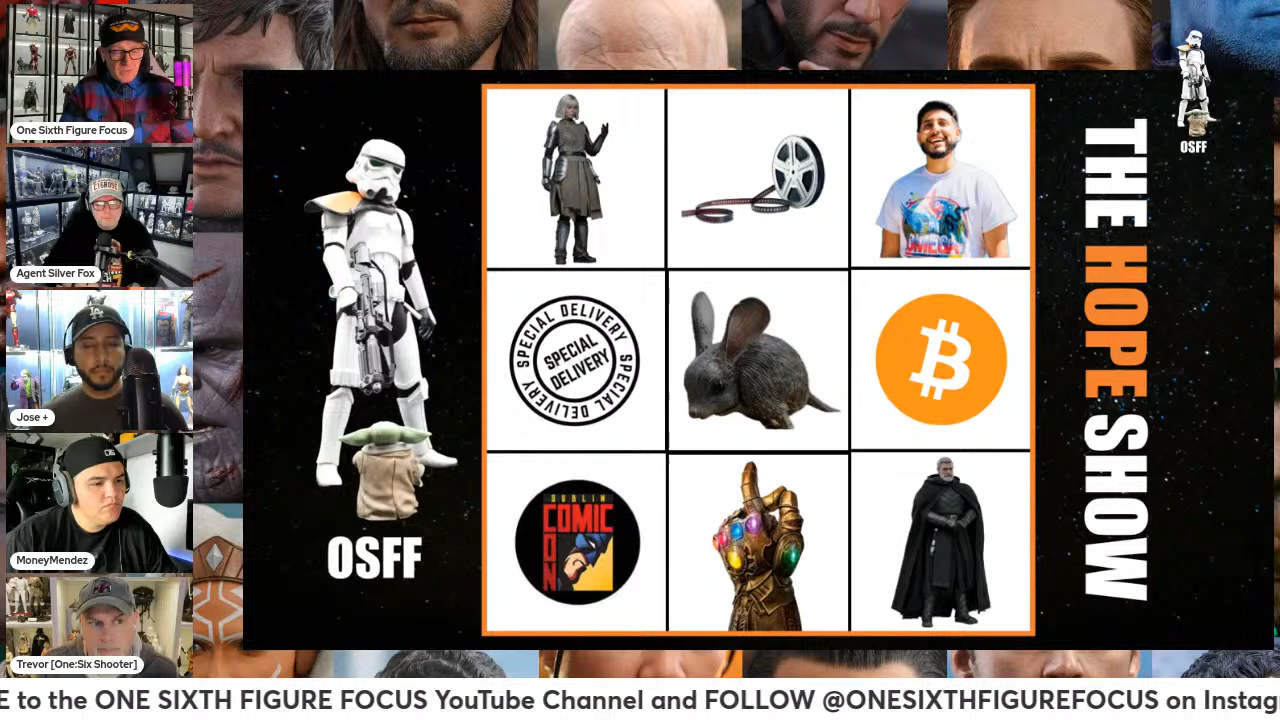 One Sixth Figure Focus
Agent Silver Fox
Jose +
MoneyMendez
Trevor [One:Six Shooter]
OSFF
SPECIAL DELIVERY SPECIAL DELIVERY
SPECIAL
DELIVERY
DUBLIN
COMIC
CON
THE HOPE SHOW
OSFF
E to the ONE SIXTH FIGURE FOCUS YouTube Channel and FOLLOW @ONESIXTHFIGUREFOCUS on Instag